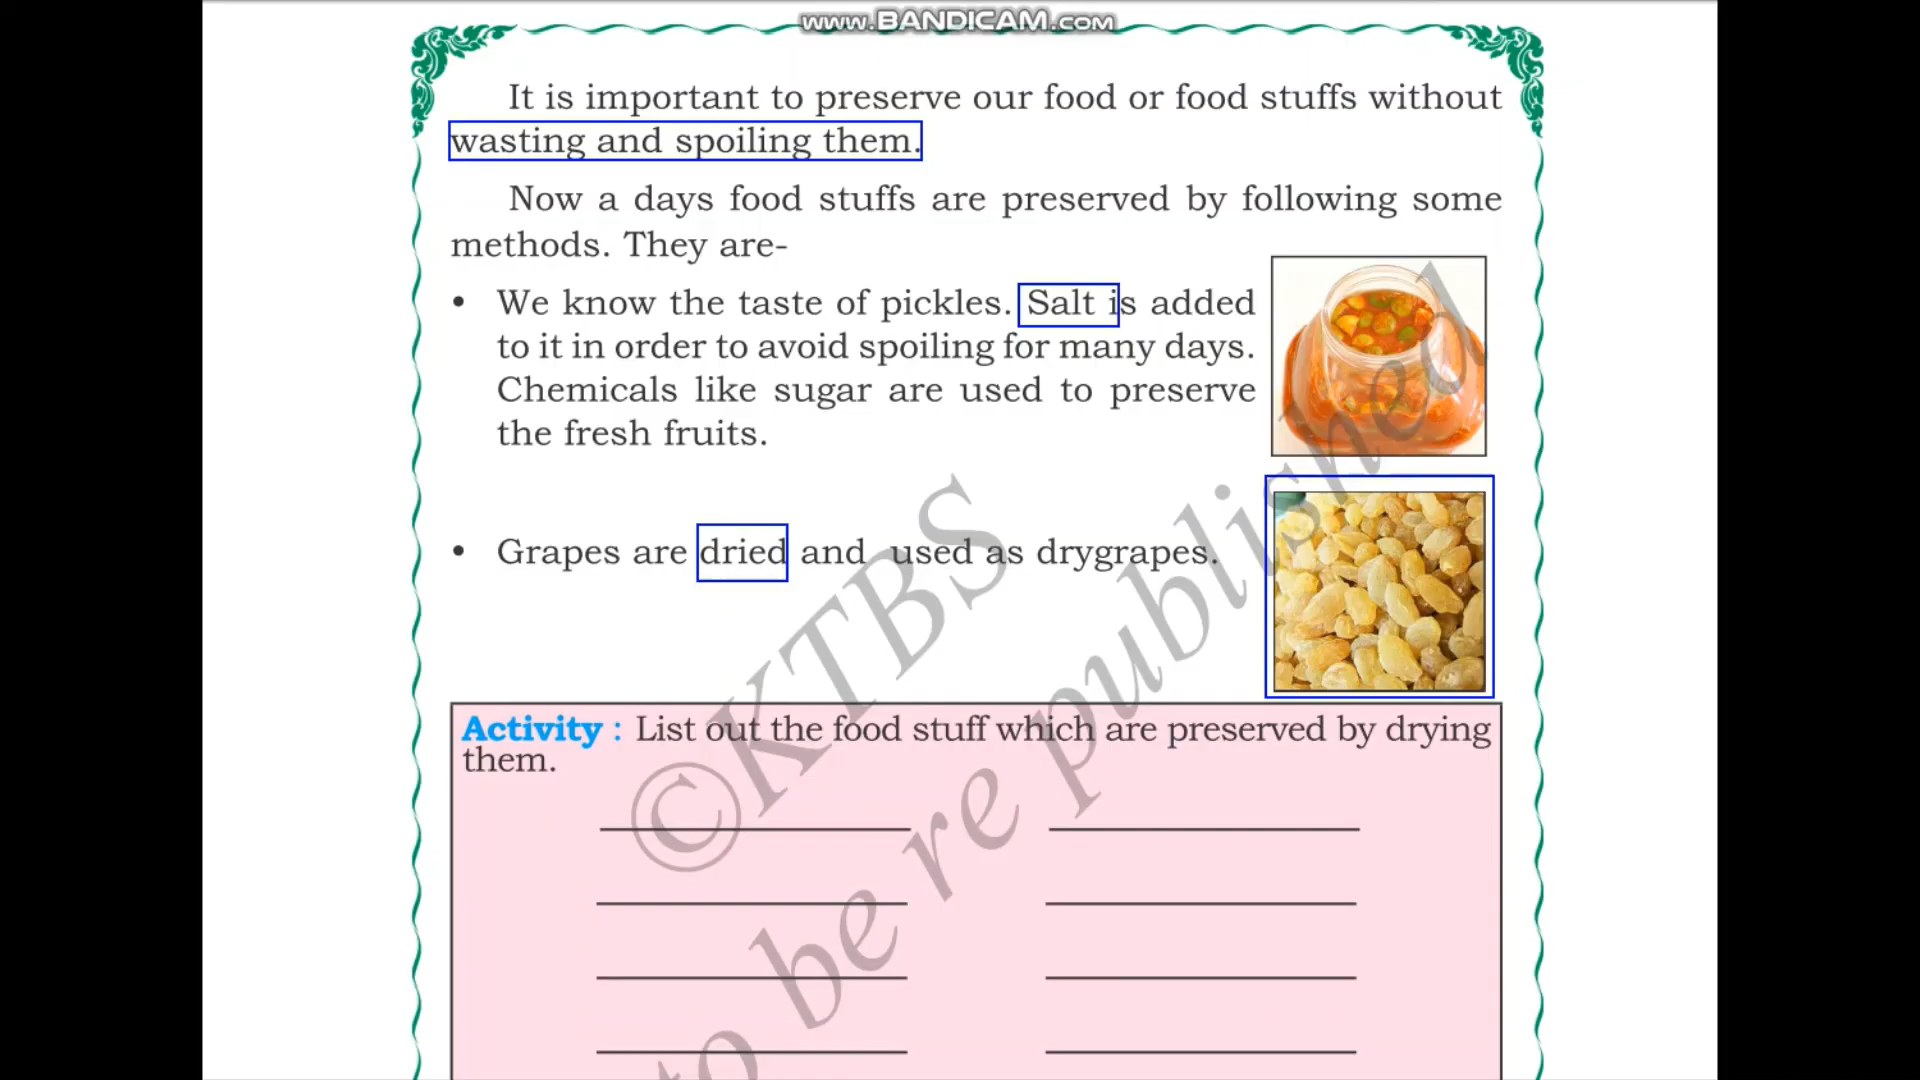 www.BANDICAM.com
It is important to preserve our food or food stuffs without
wasting and spoiling them.
Now a days food stuffs are preserved by following some
methods. They are-
• We know the taste of pickles. Salt is added
to it in order to avoid spoiling for many days.
Chemicals like sugar are used to preserve
the fresh fruits.
• Grapes are dried and used as drygrapes.
Activity : List out the food stuff which are preserved by drying
them.
©KTBS
to be re published